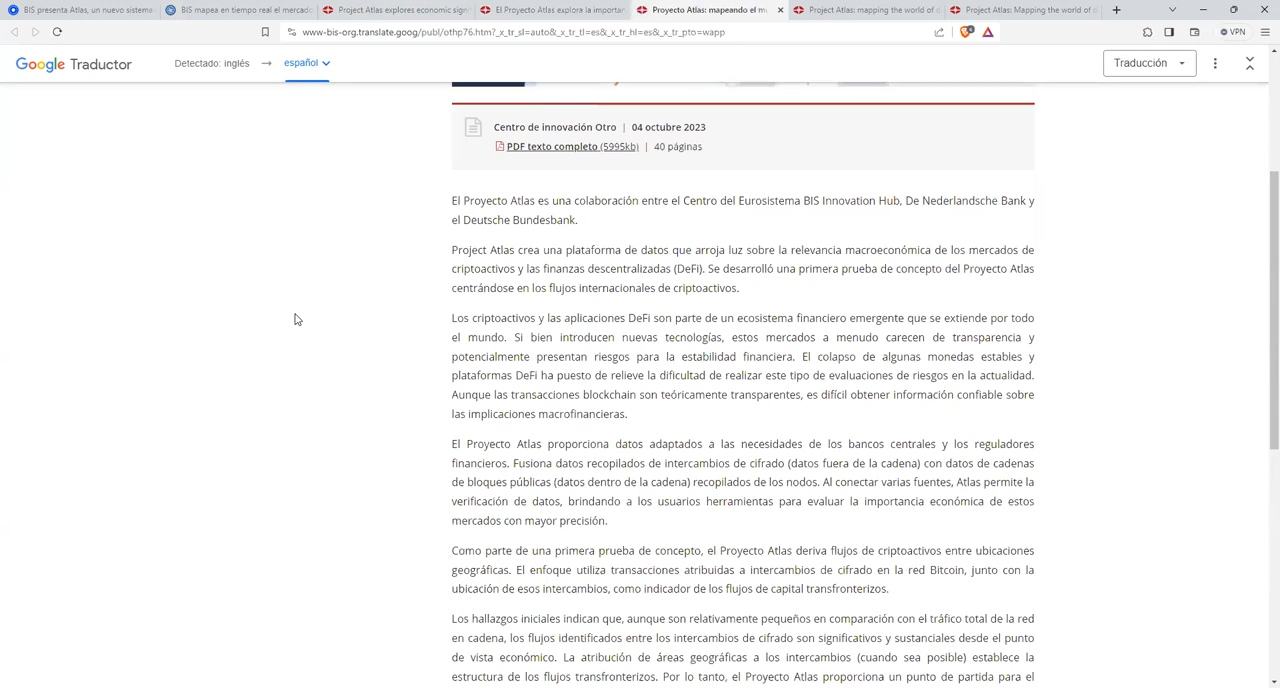 BIS presenta Atlas, un nuevo sisteme
BIS mapea en tiempo real el mercado
Project Atlas explores economic sign
El Proyecto Atlas explora la importan
Proyecto Atlas: mapeando el m
Project Atlas: mapping the world of d
Project Atlas: Mapping the world of d
www-bis-org.translate.goog/publ/othp76.htm?_x_tr_sl=auto&_x_tr_tl=es&_x_tr_hl=es&_x_tr_pto=wapp
VPN
Google Traductor
Detectado: inglés → español
Traducción
Centro de innovación Otro | 04 octubre 2023
PDF texto completo (5995kb) | 40 páginas
El Proyecto Atlas es una colaboración entre el Centro del Eurosistema BIS Innovation Hub, De Nederlandsche Bank y
el Deutsche Bundesbank.
Project Atlas crea una plataforma de datos que arroja luz sobre la relevancia macroeconómica de los mercados de
criptoactivos y las finanzas descentralizadas (DeFi). Se desarrolló una primera prueba de concepto del Proyecto Atlas
centrándose en los flujos internacionales de criptoactivos.
Los criptoactivos y las aplicaciones DeFi son parte de un ecosistema financiero emergente que se extiende por todo
el mundo. Si bien introducen nuevas tecnologías, estos mercados a menudo carecen de transparencia y
potencialmente presentan riesgos para la estabilidad financiera. El colapso de algunas monedas estables y
plataformas DeFi ha puesto de relieve la dificultad de realizar este tipo de evaluaciones de riesgos en la actualidad.
Aunque las transacciones blockchain son teóricamente transparentes, es difícil obtener información confiable sobre
las implicaciones macrofinancieras.
El Proyecto Atlas proporciona datos adaptados a las necesidades de los bancos centrales y los reguladores
financieros. Fusiona datos recopilados de intercambios de cifrado (datos fuera de la cadena) con datos de cadenas
de bloques públicas (datos dentro de la cadena) recopilados de los nodos. Al conectar varias fuentes, Atlas permite la
verificación de datos, brindando a los usuarios herramientas para evaluar la importancia económica de estos
mercados con mayor precisión.
Como parte de una primera prueba de concepto, el Proyecto Atlas deriva flujos de criptoactivos entre ubicaciones
geográficas. El enfoque utiliza transacciones atribuidas a intercambios de cifrado en la red Bitcoin, junto con la
ubicación de esos intercambios, como indicador de los flujos de capital transfronterizos.
Los hallazgos iniciales indican que, aunque son relativamente pequeños en comparación con el tráfico total de la red
en cadena, los flujos identificados entre los intercambios de cifrado son significativos y sustanciales desde el punto
de vista económico. La atribución de áreas geográficas a los intercambios (cuando sea posible) establece la
estructura de los flujos transfronterizos. Por lo tanto, el Proyecto Atlas proporciona un punto de partida para el